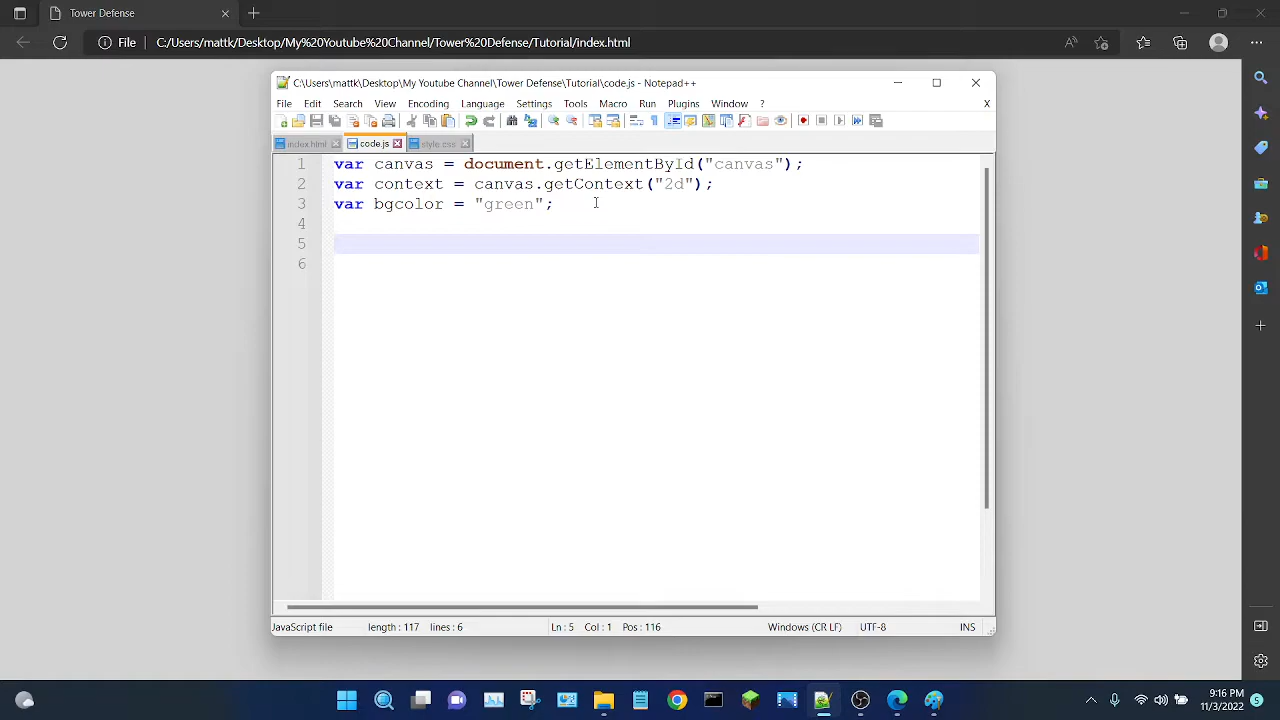 Tower Defense
File C:/Users/mattk/Desktop/My%20Youtube%20Channel/Tower%20Defense/Tutorial/index.html
C:\Users\mattk\Desktop\My Youtube Channel\Tower Defense\Tutorial\code.js - Notepad++
File Edit Search View Encoding Language Settings Tools Macro Run Plugins Window ? X
index.html code.js style.css
1 var canvas = document.getElementById("canvas");
2 var context = canvas.getContext("2d");
3 var bgcolor = "green";
4
5
6
JavaScript file length : 117 lines : 6 Ln : 5 Col : 1 Pos : 116 Windows (CR LF) UTF-8 INS
9:16 PM
11/3/2022